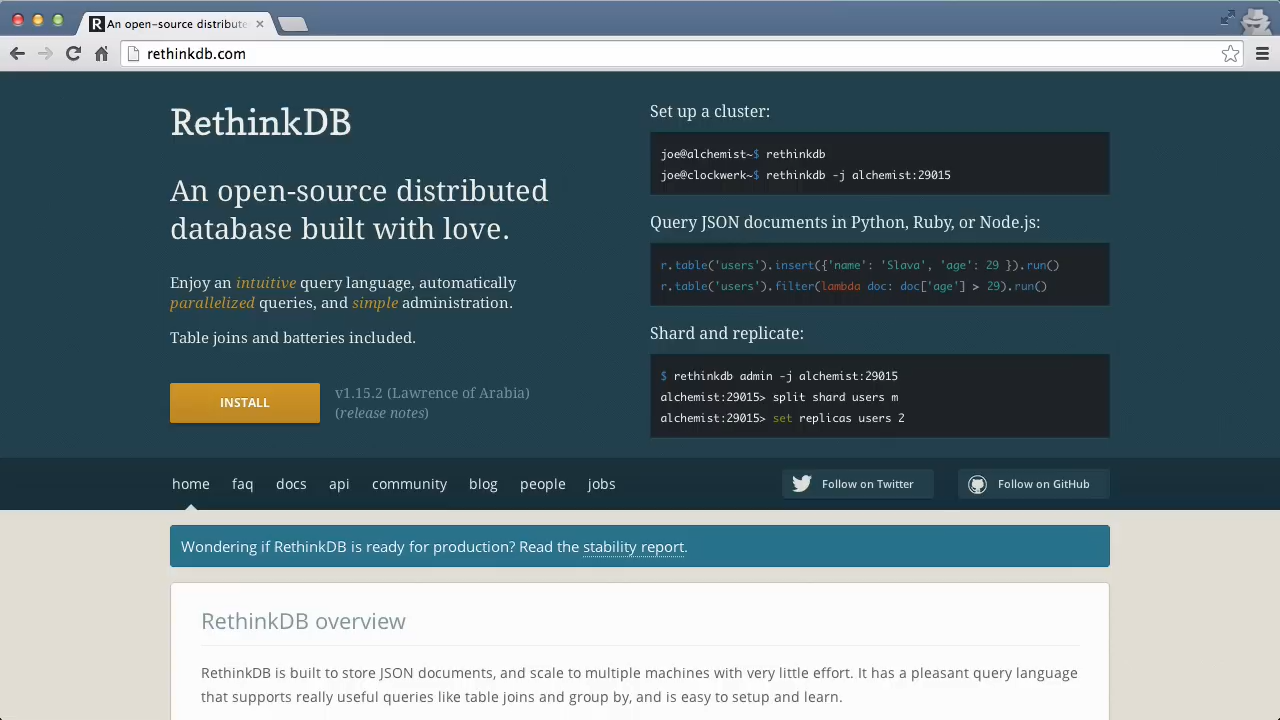 An open-source distribute
rethinkdb.com
RethinkDB
An open-source distributed
database built with love.
Enjoy an intuitive query language, automatically
parallelized queries, and simple administration.
Table joins and batteries included.
INSTALL
v1.15.2 (Lawrence of Arabia)
(release notes)
Set up a cluster:
joe@alchemist~$ rethinkdb
joe@clockwerk~$ rethinkdb -j alchemist:29015
Query JSON documents in Python, Ruby, or Node.js:
r.table('users').insert({'name': 'Slava', 'age': 29 }).run()
r.table('users').filter(lambda doc: doc['age'] > 29).run()
Shard and replicate:
$ rethinkdb admin -j alchemist:29015
alchemist:29015> split shard users m
alchemist:29015> set replicas users 2
home faq docs api community blog people jobs
Follow on Twitter
Follow on GitHub
Wondering if RethinkDB is ready for production? Read the stability report.
RethinkDB overview
RethinkDB is built to store JSON documents, and scale to multiple machines with very little effort. It has a pleasant query language
that supports really useful queries like table joins and group by, and is easy to setup and learn.